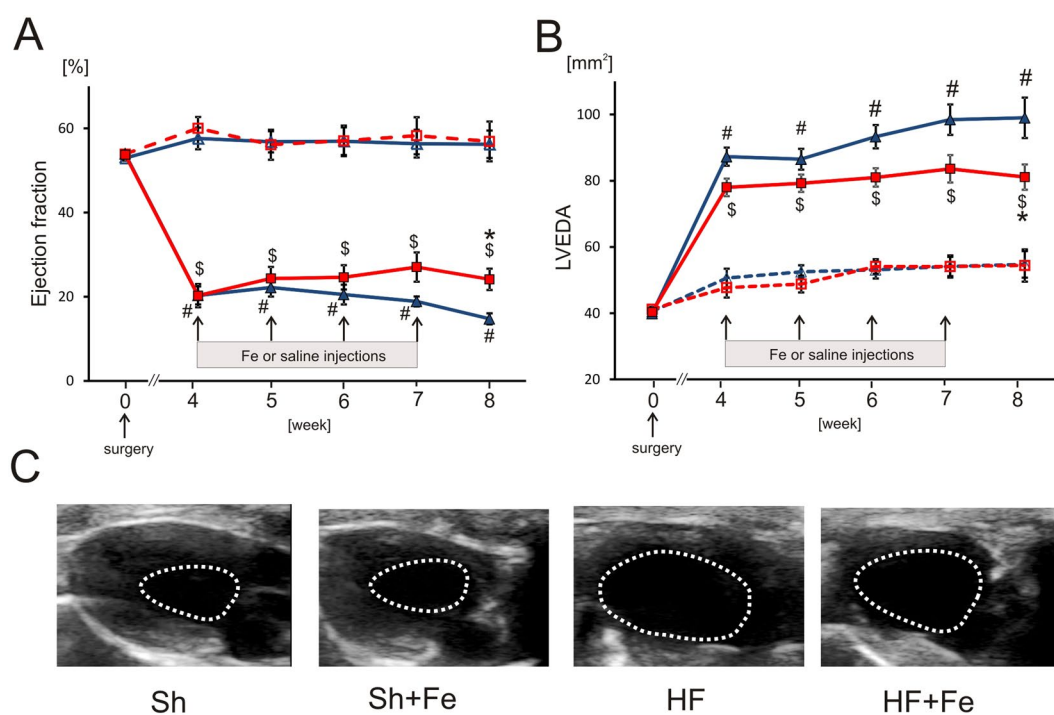 A
[%]
Ejection fraction
60
40
20
0
$ $ $ $ * $
# # # # #
Fe or saline injections
0 4 5 6 7 8
[week]
surgery
B
[mm²]
LVEDA
100
80
60
40
20
# # # # #
$ $ $ $ $
*
Fe or saline injections
0 4 5 6 7 8
[week]
surgery
C
Sh
Sh+Fe
HF
HF+Fe